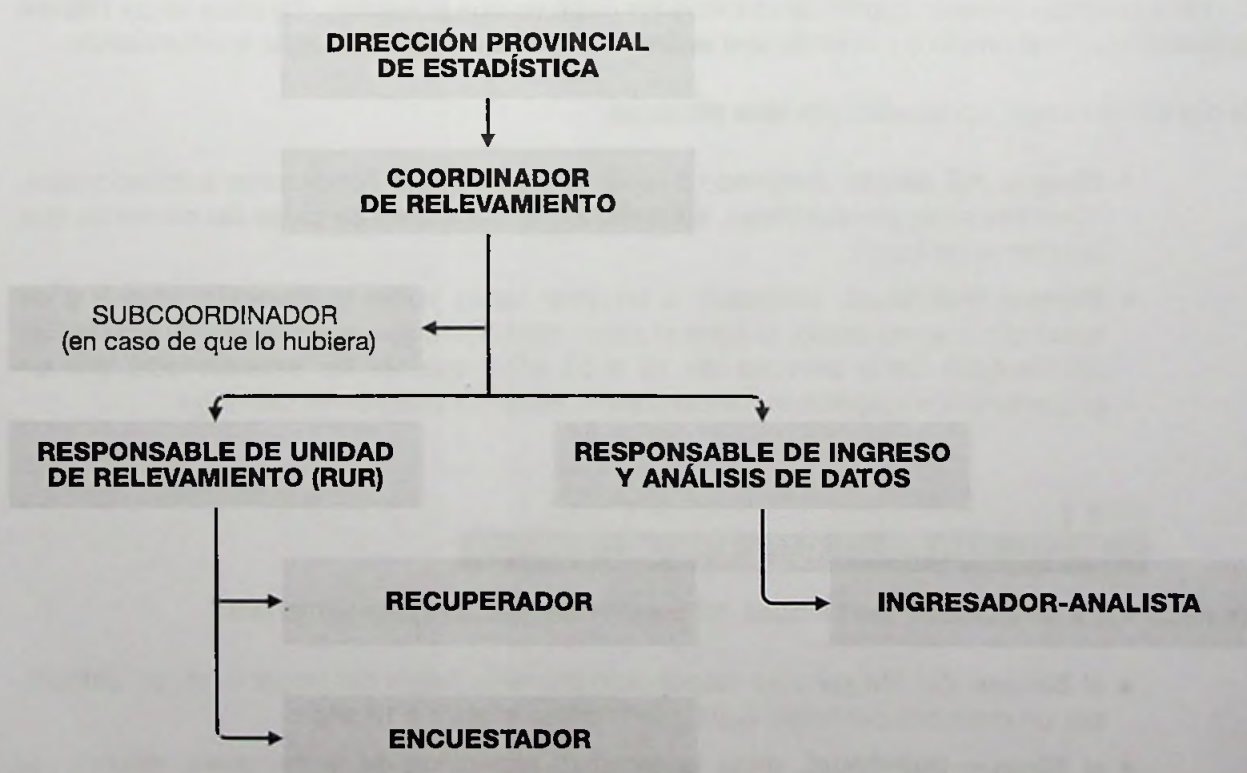 DIRECCIÓN PROVINCIAL
DE ESTADÍSTICA
COORDINADOR
DE RELEVAMIENTO
SUBCOORDINADOR
(en caso de que lo hubiera)
RESPONSABLE DE UNIDAD
DE RELEVAMIENTO (RUR)
RESPONSABLE DE INGRESO
Y ANÁLISIS DE DATOS
RECUPERADOR
INGRESADOR-ANALISTA
ENCUESTADOR